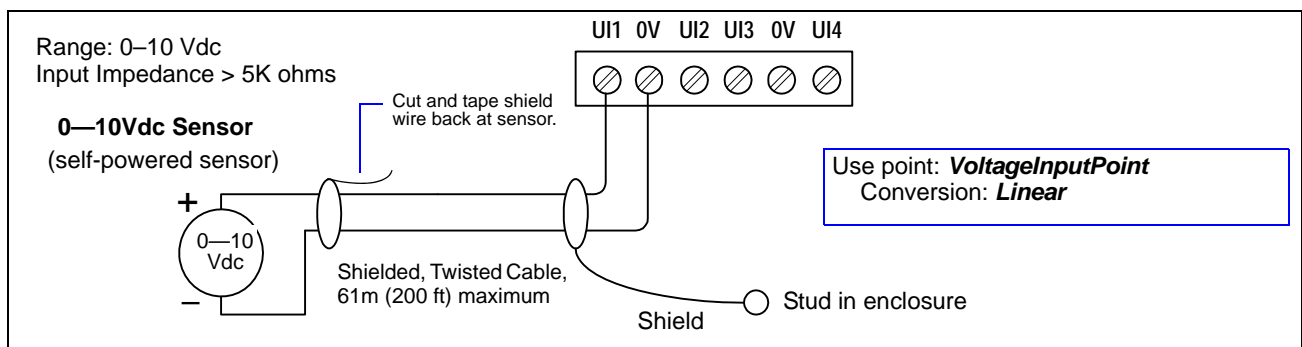 UI1 0V UI2 UI3 0V UI4
Range: 0–10 Vdc
Input Impedance > 5K ohms
Cut and tape shield
wire back at sensor.
0—10Vdc Sensor
(self-powered sensor)
Use point: VoltageInputPoint
Conversion: Linear
+
0—10
Vdc
–
Shielded, Twisted Cable,
61m (200 ft) maximum
Stud in enclosure
Shield